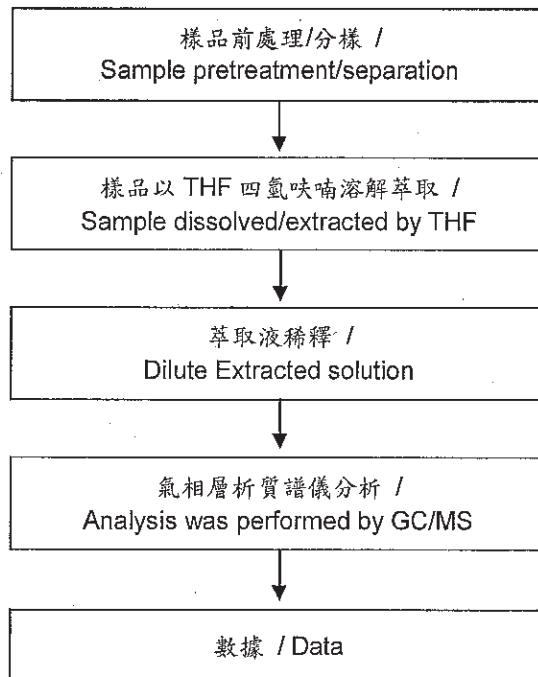 樣品前處理/分樣 /
Sample pretreatment/separation
樣品以 THF 四氫呋喃溶解萃取 /
Sample dissolved/extracted by THF
萃取液稀釋 /
Dilute Extracted solution
氣相層析質譜儀分析 /
Analysis was performed by GC/MS
數據 / Data